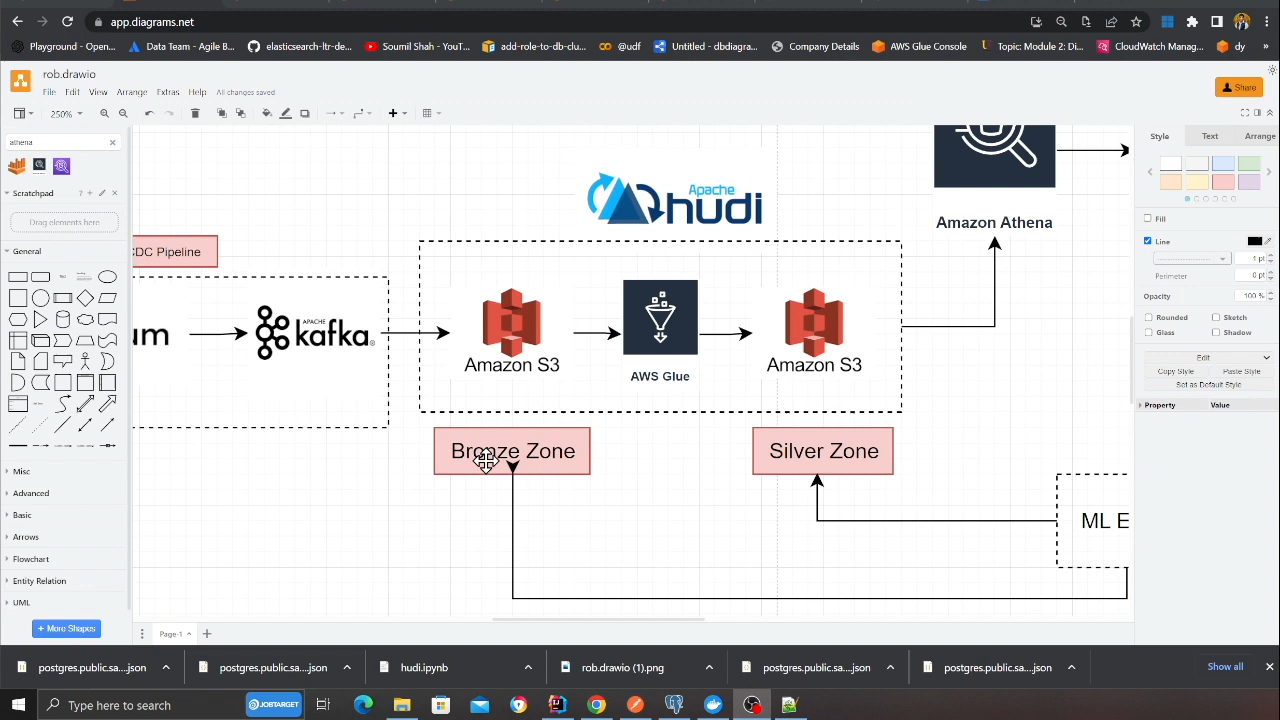 app.diagrams.net
Playground - Open...
Data Team - Agile B...
elasticsearch-ltr-de...
Soumil Shah - YouT...
add-role-to-db-clu...
@udf
Untitled - dbdiagra...
Company Details
AWS Glue Console
Topic: Module 2: Di...
CloudWatch Manag...
dy
»
rob.drawio
File Edit View Arrange Extras Help All changes saved
Share
250%
athena
Style Text Arrange
Scratchpad
Drag elements here
General
Misc
Advanced
Basic
Arrows
Flowchart
Entity Relation
UML
+ More Shapes
Apache
hudi
Amazon Athena
CDC Pipeline
um
APACHE
kafka
Amazon S3
AWS Glue
Amazon S3
Bronze Zone
Silver Zone
ML E
Fill
Line 1 pt
Perimeter 0 pt
Opacity 100 %
Rounded Sketch
Glass Shadow
Edit
Copy Style Paste Style
Set as Default Style
Property Value
Page-1
postgres.public.sa....json
postgres.public.sa....json
hudi.ipynb
rob.drawio (1).png
postgres.public.sa....json
postgres.public.sa....json
Show all
Type here to search
JOBTARGET